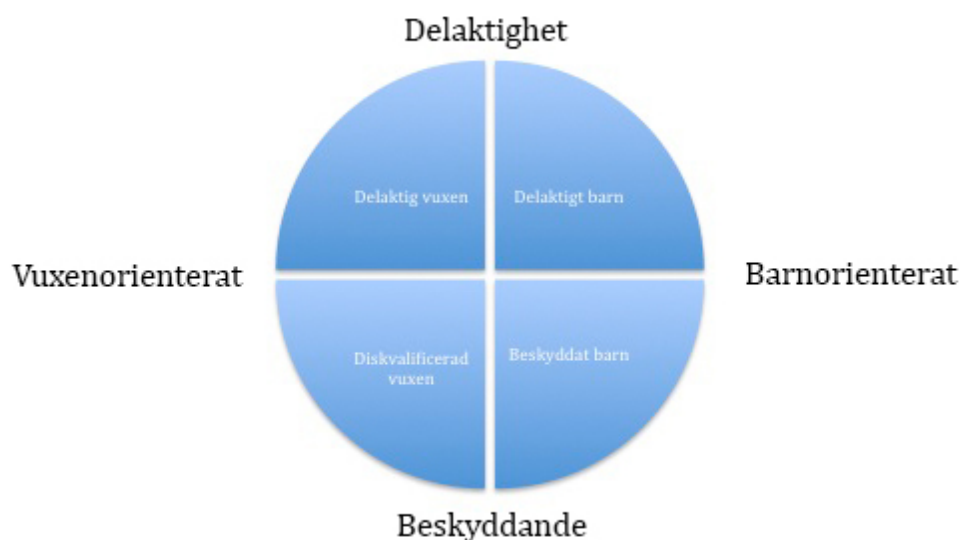 Delaktighet
Delaktig vuxen
Delaktigt barn
Vuxenorienterat
Barnorienterat
Diskvalificerad
vuxen
Beskyddat barn
Beskyddande